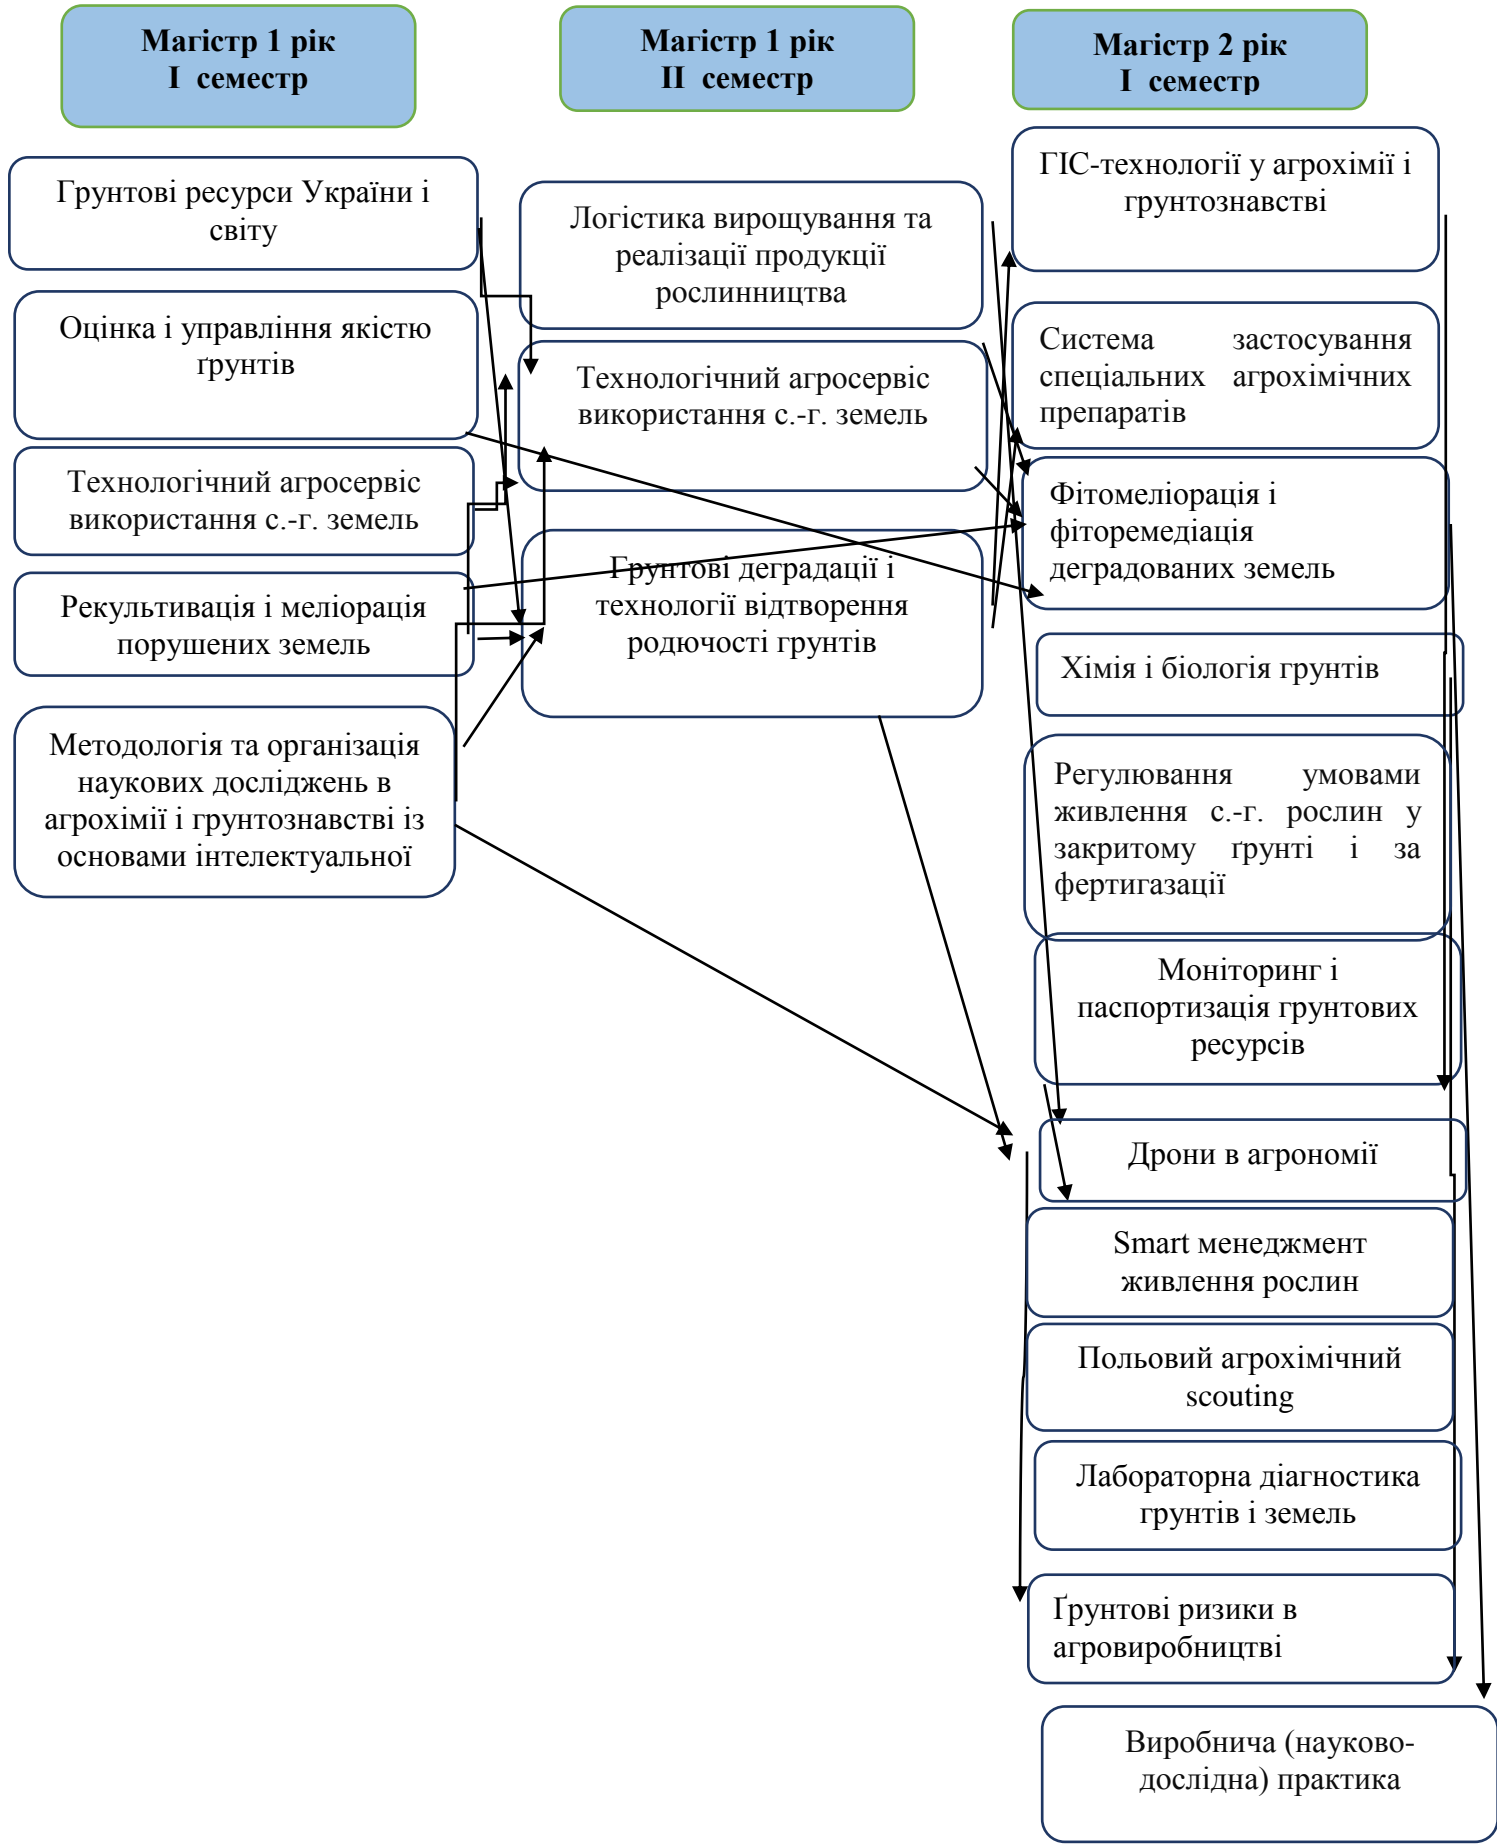 Магістр 1 рік
І семестр
Магістр 1 рік
ІІ семестр
Магістр 2 рік
І семестр
Грунтові ресурси України і
світу
Оцінка і управління якістю
ґрунтів
Технологічний агросервіс
використання с.-г. земель
Рекультивація і меліорація
порушених земель
Методологія та організація
наукових досліджень в
агрохімії і грунтознавстві із
основами інтелектуальної
Логістика вирощування та
реалізації продукції
рослинництва
Технологічний агросервіс
використання с.-г. земель
Грунтові деградації і
технології відтворення
родючості грунтів
ГІС-технології у агрохімії і
грунтознавстві
Система застосування
спеціальних агрохімічних
препаратів
Фітомеліорація і
фіторемедіація
деградованих земель
Хімія і біологія грунтів
Регулювання умовами
живлення с.-г. рослин у
закритому ґрунті і за
фертигазації
Моніторинг і
паспортизація грунтових
ресурсів
Дрони в агрономії
Smart менеджмент
живлення рослин
Польовий агрохімічний
scouting
Лабораторна діагностика
грунтів і земель
Ґрунтові ризики в
агровиробництві
Виробнича (науково-
дослідна) практика